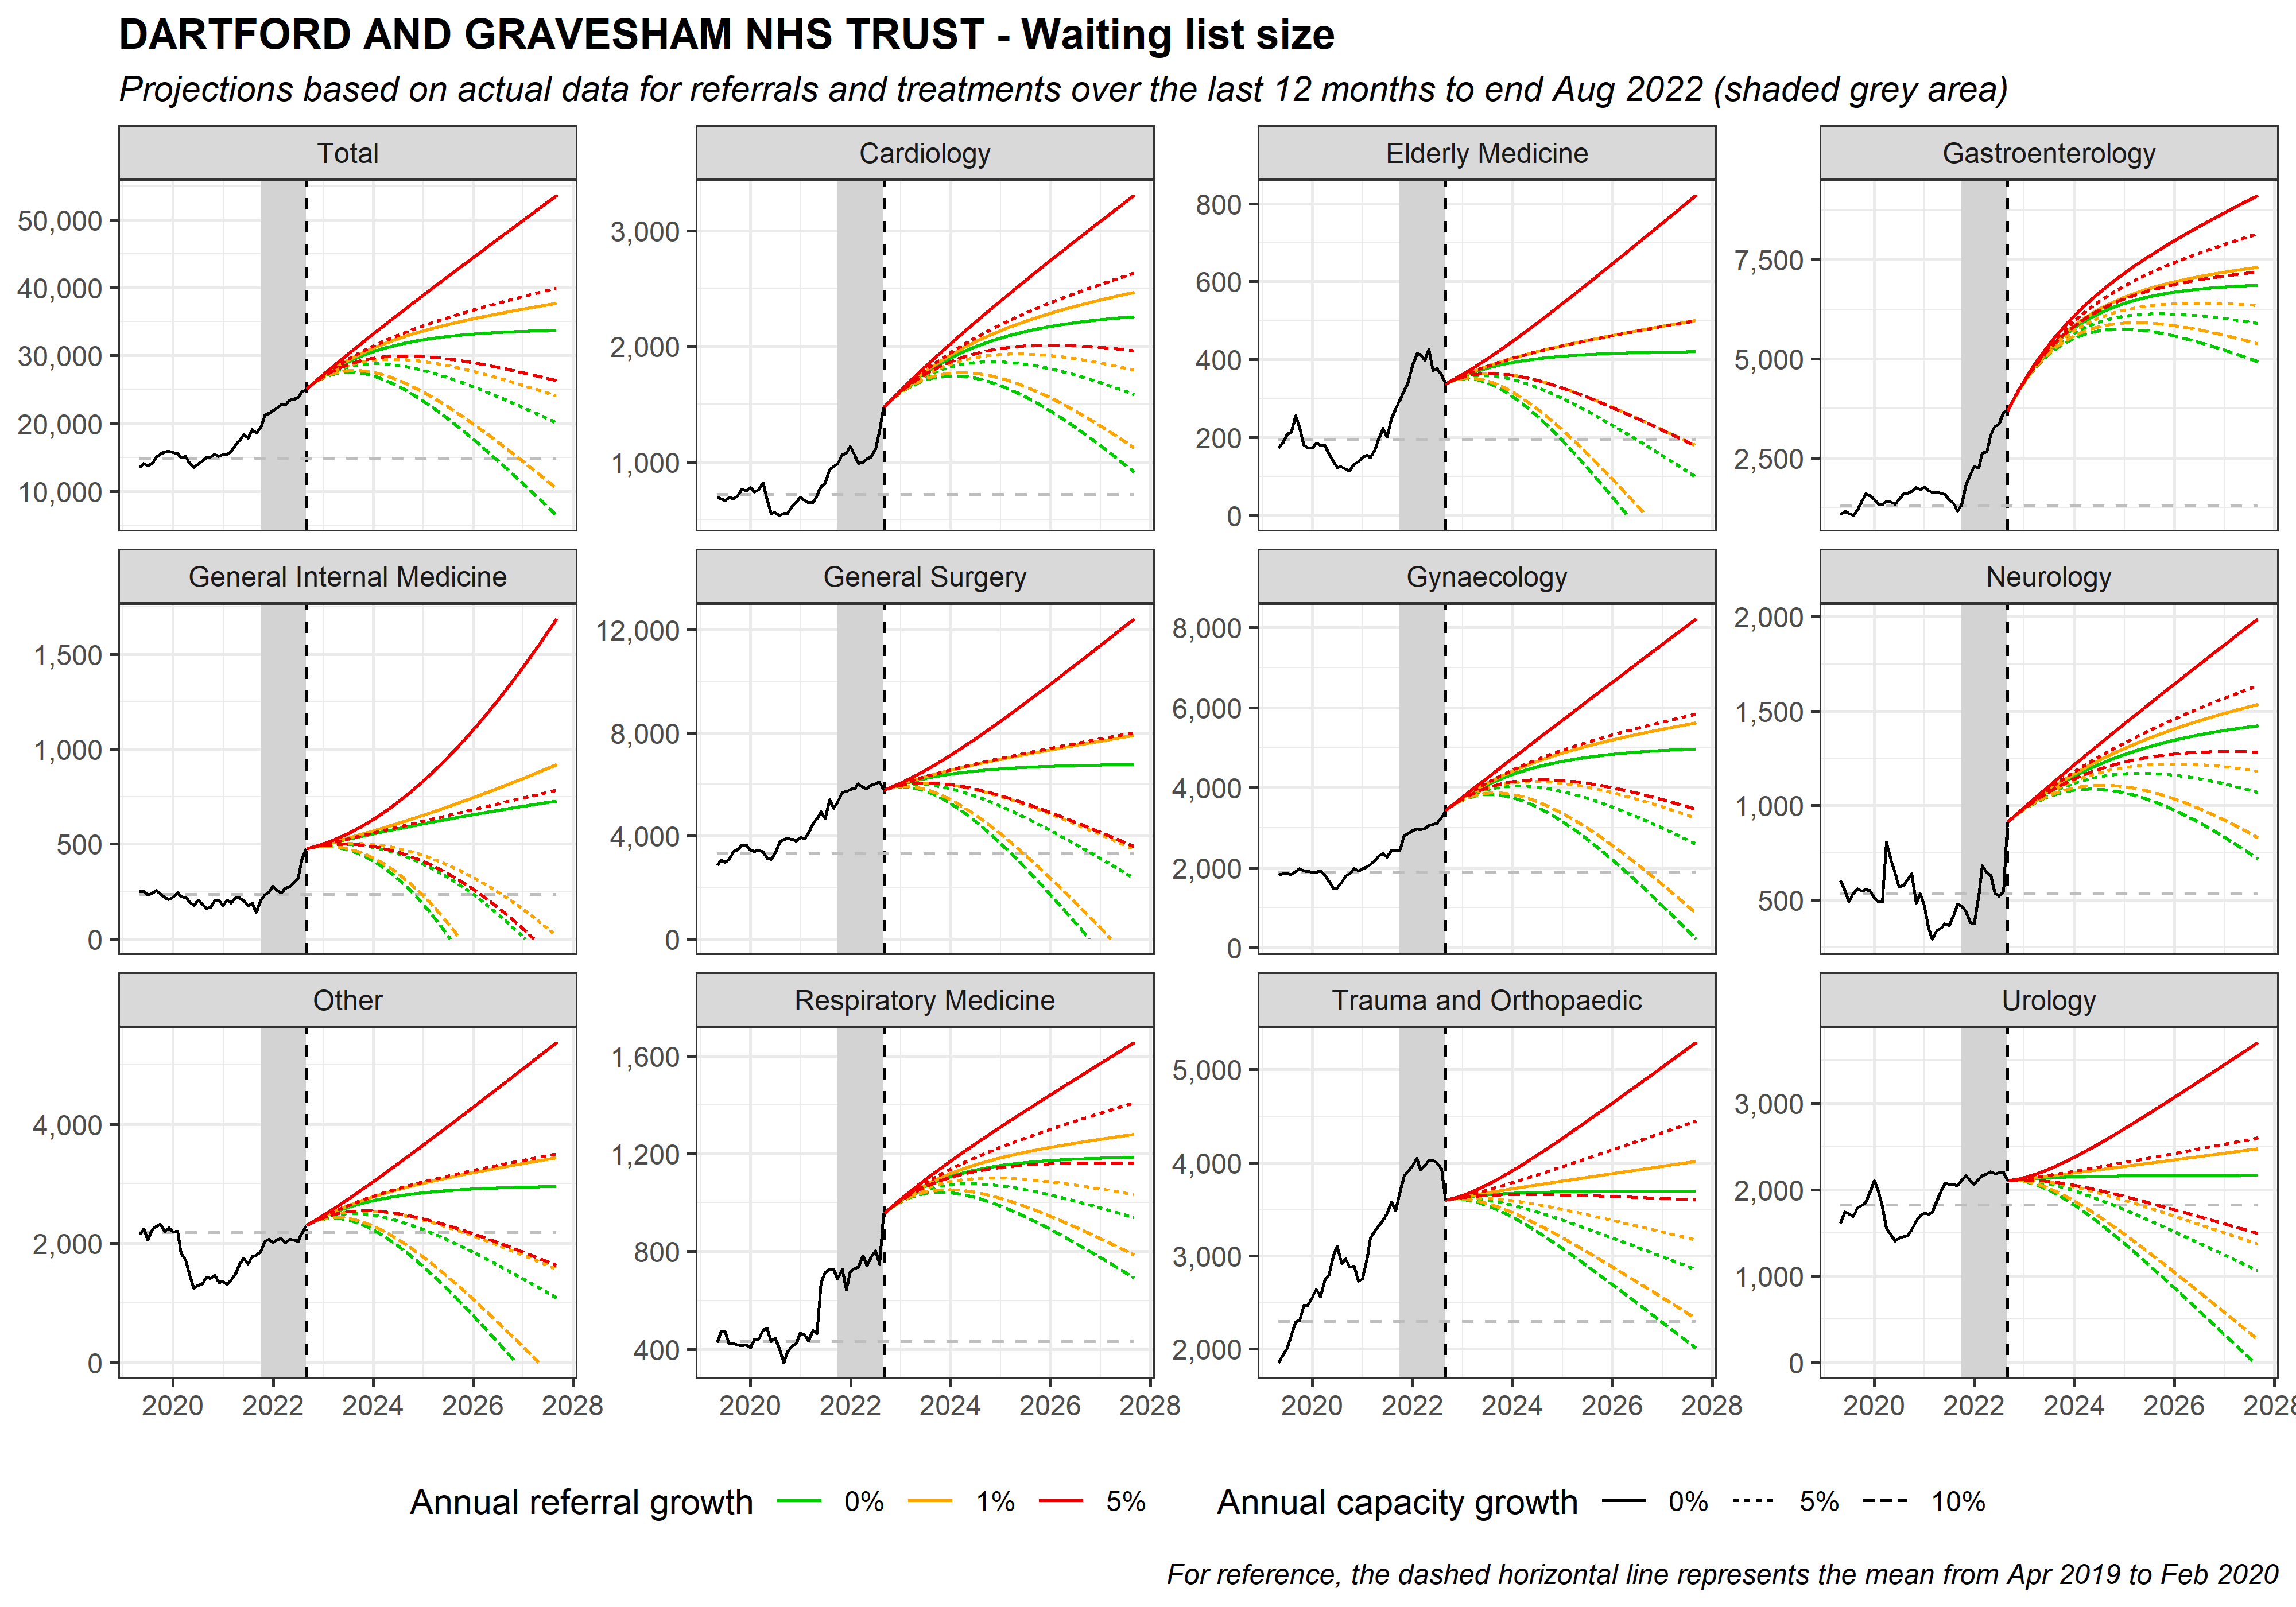 DARTFORD AND GRAVESHAM NHS TRUST - Waiting list size
Projections based on actual data for referrals and treatments over the last 12 months to end Aug 2022 (shaded grey area)
Total
Cardiology
Elderly Medicine
Gastroenterology
50,000
40,000
30,000
20,000
10,000
3,000
2,000
1,000
800
600
400
200
0
7,500
5,000
2,500
General Internal Medicine
General Surgery
Gynaecology
Neurology
1,500
1,000
500
0
12,000
8,000
4,000
0
8,000
6,000
4,000
2,000
0
2,000
1,500
1,000
500
Other
Respiratory Medicine
Trauma and Orthopaedic
Urology
4,000
2,000
0
1,600
1,200
800
400
5,000
4,000
3,000
2,000
3,000
2,000
1,000
0
2020 2022 2024 2026 2028
2020 2022 2024 2026 2028
2020 2022 2024 2026 2028
2020 2022 2024 2026 2028
Annual referral growth 0% 1% 5%
Annual capacity growth 0% 5% 10%
For reference, the dashed horizontal line represents the mean from Apr 2019 to Feb 2020